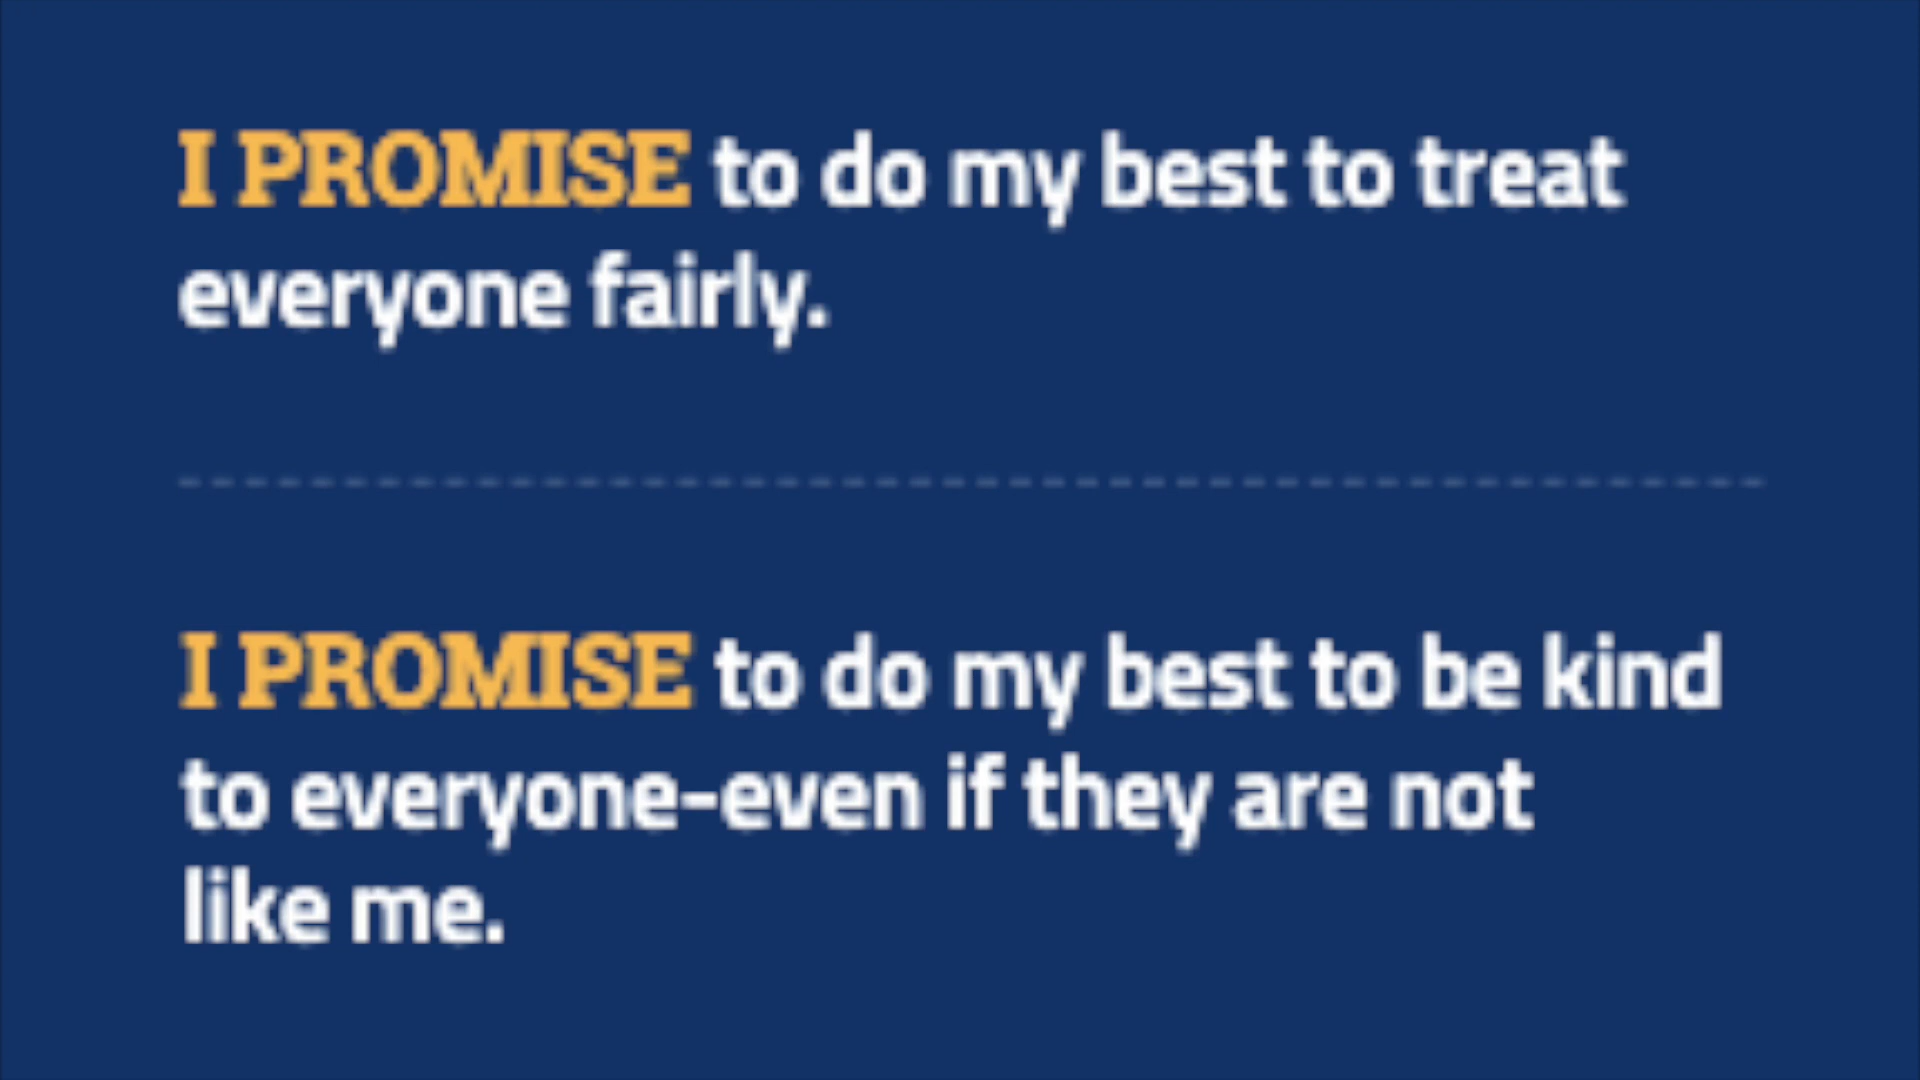 I PROMISE to do my best to treat
everyone fairly.
I PROMISE to do my best to be kind
to everyone-even if they are not
like me.